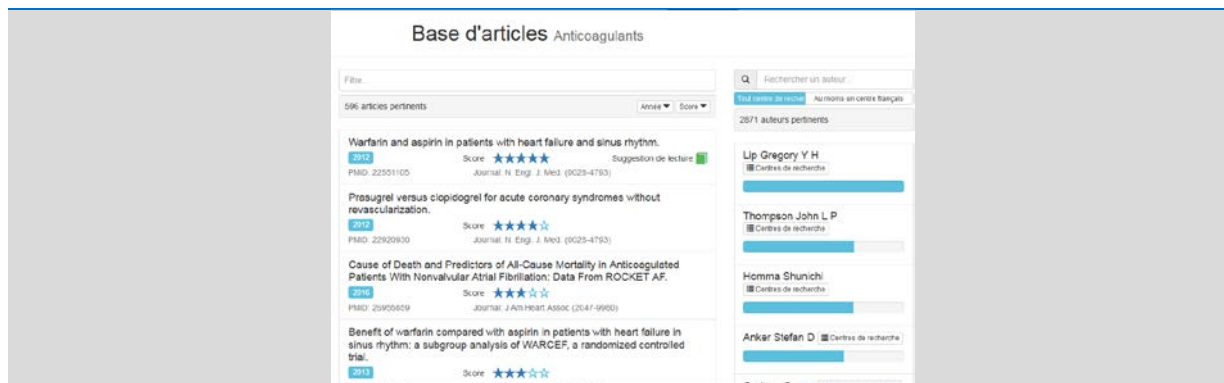 Base d'articles Anticoagulants
Filtre...
596 articles pertinents
Année Score
Warfarin and aspirin in patients with heart failure and sinus rhythm.
2012 Score Suggestion de lecture
PMID: 22551105 Journal: N. Engl. J. Med. (0028-4793)
Prasugrel versus clopidogrel for acute coronary syndromes without
revascularization.
2012 Score
PMID: 22920930 Journal: N. Engl. J. Med. (0028-4793)
Cause of Death and Predictors of All-Cause Mortality in Anticoagulated
Patients With Nonvalvular Atrial Fibrillation: Data From ROCKET AF.
2016 Score
Journal: J Am Heart Assoc (2047-9980)
Benefit of warfarin compared with aspirin in patients with heart failure in
sinus rhythm: a subgroup analysis of WARCEF, a randomized controlled
trial.
2013 Score
Rechercher un auteur
Tout centre de recher Au moins un centre français
2871 auteurs pertinents
Lip Gregory Y H
Centres de recherche
Thompson John L P
Centres de recherche
Homma Shunichi
Centres de recherche
Anker Stefan D Centres de recherche